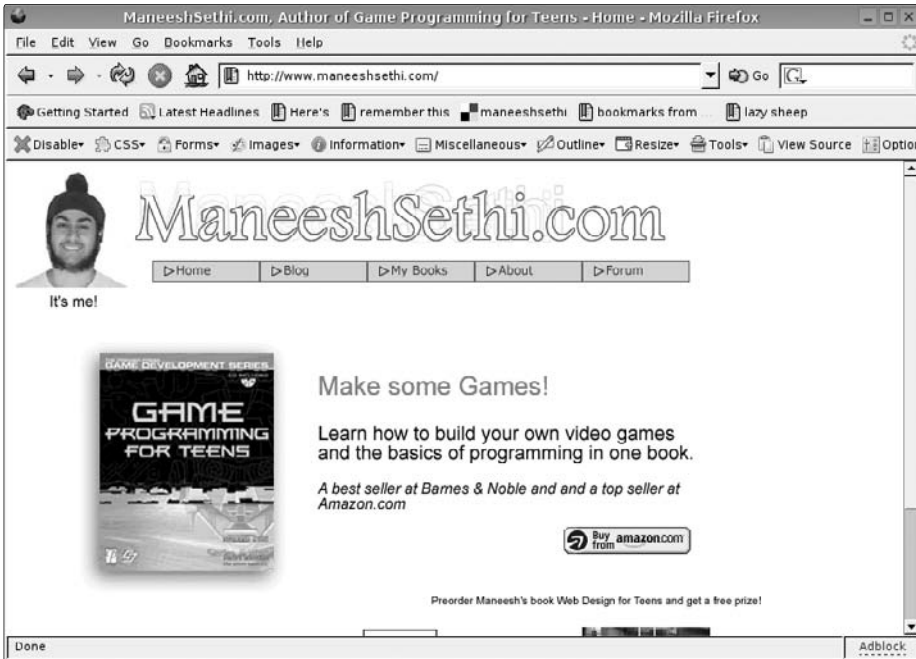 ManeeshSethi.com, Author of Game Programming for Teens - Home - Mozilla Firefox
File Edit View Go Bookmarks Tools Help
http://www.maneeshsethi.com/ Go G
Getting Started Latest Headlines Here's remember this maneeshsethi bookmarks from ... lazy sheep
Disable CSS Forms Images Information Miscellaneous Outline Resize Tools View Source Option
ManeeshSethi.com
Home Blog My Books About Forum
It's me!
GAME DEVELOPMENT SERIES
GAME
PROGRAMMING
FOR TEENS
Make some Games!
Learn how to build your own video games
and the basics of programming in one book.
A best seller at Barnes & Noble and and a top seller at
Amazon.com
Buy from amazon.com
Preorder Maneesh's book Web Design for Teens and get a free prize!
Done Adblock